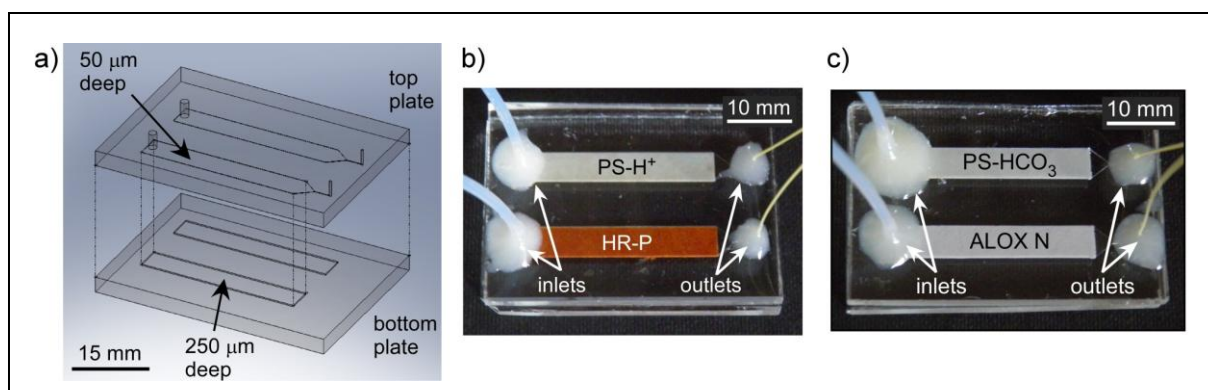 a)
50 μm
deep
top
plate
bottom
plate
250 μm
deep
15 mm
b)
10 mm
PS-H⁺
HR-P
inlets
outlets
c)
10 mm
PS-HCO₃
ALOX N
inlets
outlets